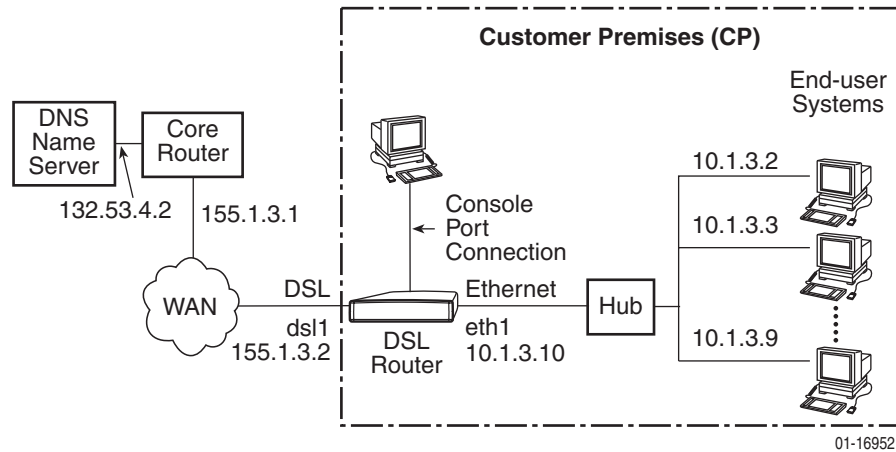 Customer Premises (CP)
End-user
Systems
DNS
Name
Server
Core
Router
132.53.4.2
155.1.3.1
Console
Port
Connection
10.1.3.2
10.1.3.3
WAN
DSL
dsl1
155.1.3.2
DSL
Router
Ethernet
eth1
10.1.3.10
Hub
10.1.3.9
01-16952